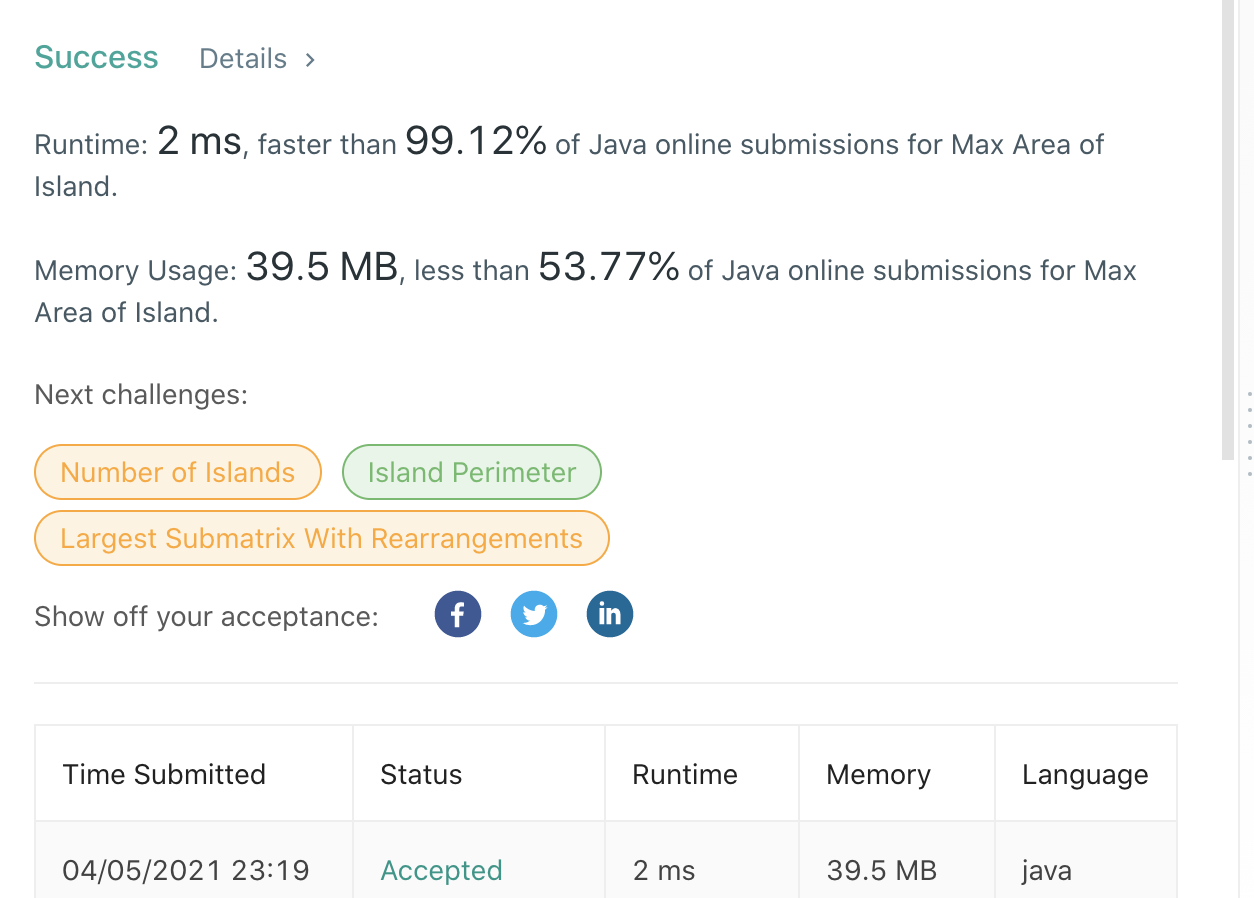 Success Details >
Runtime: 2 ms, faster than 99.12% of Java online submissions for Max Area of
Island.
Memory Usage: 39.5 MB, less than 53.77% of Java online submissions for Max
Area of Island.
Next challenges:
Number of Islands Island Perimeter
Largest Submatrix With Rearrangements
Show off your acceptance: f in
Time Submitted Status Runtime Memory Language
04/05/2021 23:19 Accepted 2 ms 39.5 MB java